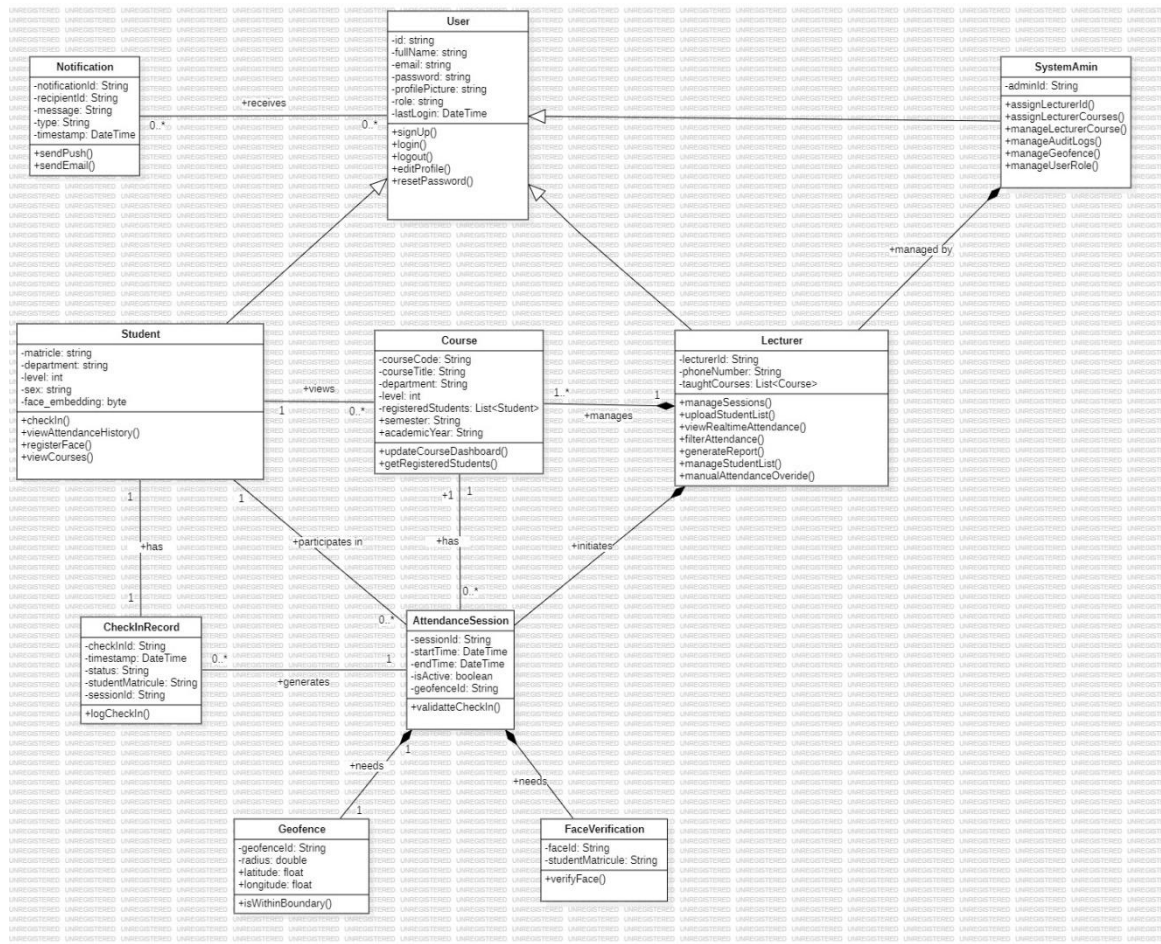 User
-id: string
-fullName: string
-email: string
-password: string
-profilePicture: string
-role: string
-lastLogin: DateTime
+signUp()
+login()
+logout()
+editProfile()
+resetPassword()
Notification
-notificationId: String
-recipientId: String
-message: String
-type: String
-timestamp: DateTime
+sendPush()
+sendEmail()
+receives
0..*
0..*
SystemAmin
-adminId: String
+assignLecturerId()
+assignLecturerCourses()
+manageLecturerCourse()
+manageAuditLogs()
+manageGeofence()
+manageUserRole()
+managed by
Student
-matricle: string
-department: string
-level: int
-sex: string
-face_embedding: byte
+checkIn()
+viewAttendanceHistory()
+registerFace()
+viewCourses()
+views
1
0..*
Course
-courseCode: String
-courseTitle: String
-department: String
-level: int
-registeredStudents: List<Student>
+semester: String
+academicYear: String
+updateCourseDashboard()
+getRegisteredStudents()
1..*
1
+manages
Lecturer
-lecturerId: String
-phoneNumber: String
-taughtCourses: List<Course>
+manageSessions()
+uploadStudentList()
+viewRealtimeAttendance()
+filterAttendance()
+generateReport()
+manageStudentList()
+manualAttendanceOveride()
1
+has
1
1
+participates in
0..*
+1
1
+has
0..*
+initiates
CheckInRecord
-checkInId: String
-timestamp: DateTime
-status: String
-studentMatricule: String
-sessionId: String
+logCheckIn()
0..*
1
+generates
AttendanceSession
-sessionId: String
-startTime: DateTime
-endTime: DateTime
-isActive: boolean
-geofenceId: String
+validatteCheckIn()
1
+needs
1
+needs
Geofence
-geofenceId: String
-radius: double
+latitude: float
+longitude: float
+isWithinBoundary()
FaceVerification
-faceId: String
-studentMatricule: String
+verifyFace()
UNREGISTERED